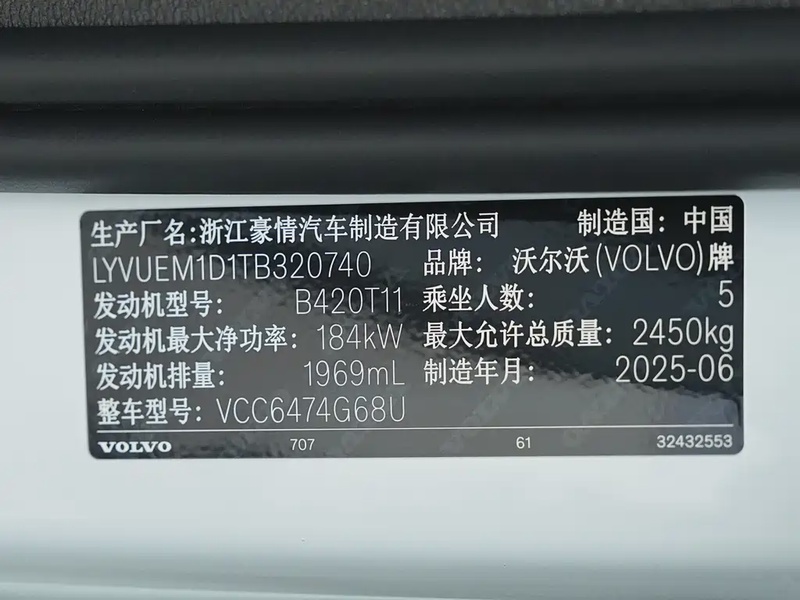 生产厂名:浙江豪情汽车制造有限公司 制造国: 中国
LYVUEM1D1TB320740 品牌: 沃尔沃(VOLVO)牌
发动机型号: B420T11 乘坐人数: 5
发动机最大净功率: 184kW 最大允许总质量: 2450kg
发动机排量: 1969mL 制造年月: 2025-06
整车型号: VCC6474G68U
VOLVO 707 61 32432553